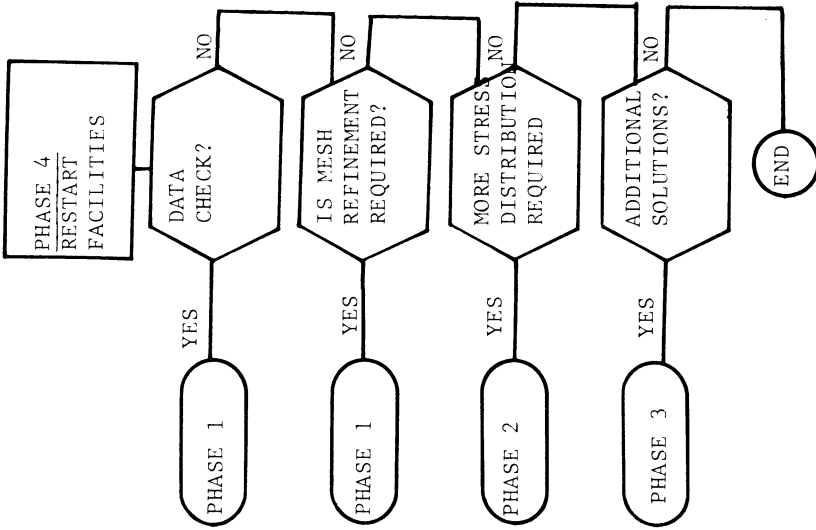 PHASE 4
RESTART
FACILITIES
DATA
CHECK?
YES
NO
PHASE 1
IS MESH
REFINEMENT
REQUIRED?
YES
NO
PHASE 1
MORE STRESS
DISTRIBUTION
REQUIRED
YES
NO
PHASE 2
ADDITIONAL
SOLUTIONS?
YES
NO
PHASE 3
END